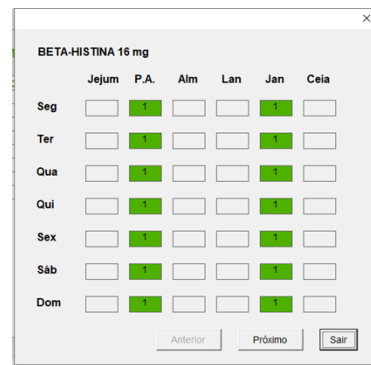 ×
BETA-HISTINA 16 mg
Jejum P.A. Alm Lan Jan Ceia
Seg 1 1
Ter 1 1
Qua 1 1
Qui 1 1
Sex 1 1
Sáb 1 1
Dom 1 1
Anterior Próximo Sair